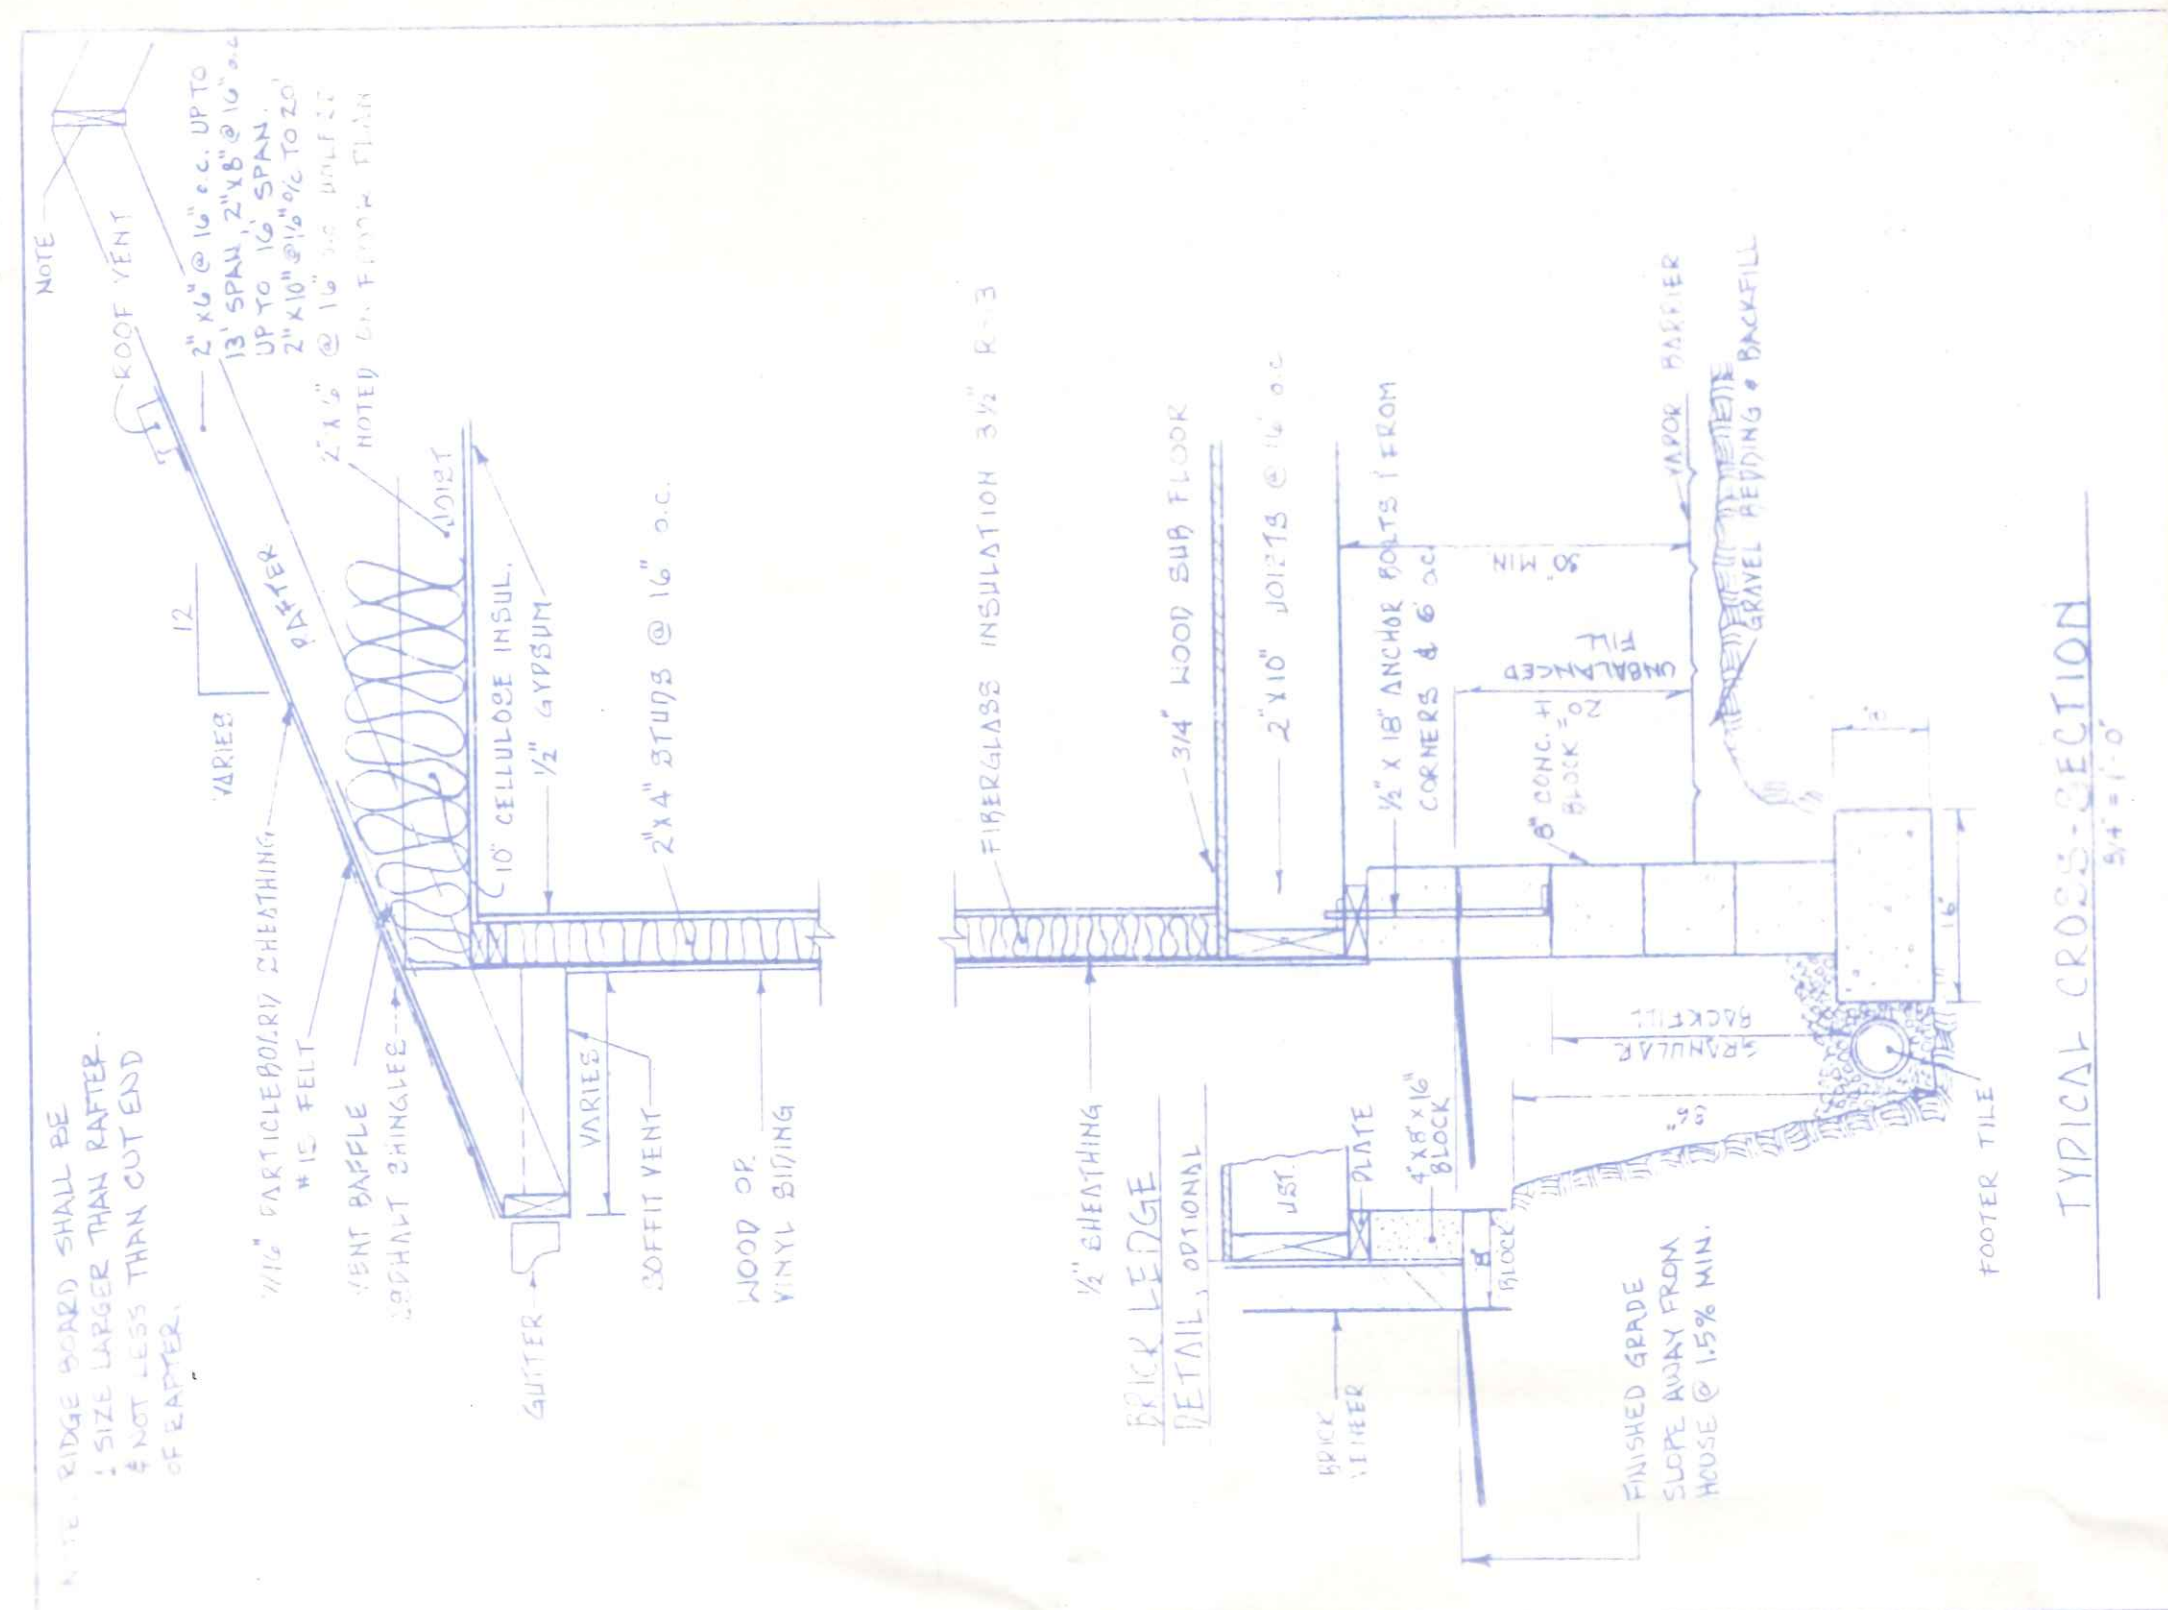 NOTE: RIDGE BOARD SHALL BE
1 SIZE LARGER THAN RAFTER
& NOT LESS THAN CUT END
OF RAFTER.
NOTE
ROOF VENT
2"x6" @ 16" o.c. UP TO
13' SPAN, 2"x8" @ 16" o.c
UP TO 16' SPAN.
2"x10" @ 16" o/c TO 20'
2"x6" @ 16"
NOTED ON FLOOR PLAN
12
VARIES
RAFTER
JOIST
7/16" PARTICLEBOARD SHEATHING
#15 FELT
VENT BAFFLE
ASPHALT SHINGLES
10" CELLULOSE INSUL.
1/2" GYPSUM
GUTTER
VARIES
SOFFIT VENT
2"x4" STUDS @ 16" o.c.
WOOD OR
VINYL SIDING
FIBERGLASS INSULATION 3½"
1/2" SHEATHING
3/4" WOOD SUB FLOOR
2"x10" JOISTS @ 16" o.c
BRICK LEDGE
DETAIL, OPTIONAL
JST.
PLATE
4"x8"x16"
BLOCK
8"
BLOCK
BRICK
VENEER
½" x 18" ANCHOR BOLTS 1' FROM
CORNERS & 6' o.c.
MIN
UNBALANCED
FILL
8" CONC.
BLOCK
VAPOR BARRIER
GRAVEL BEDDING & BACKFILL
GRANULAR
BACKFILL
16"
FINISHED GRADE
SLOPE AWAY FROM
HOUSE @ 1.5% MIN.
FOOTER TILE
TYPICAL CROSS-SECTION
3/4" = 1'-0"